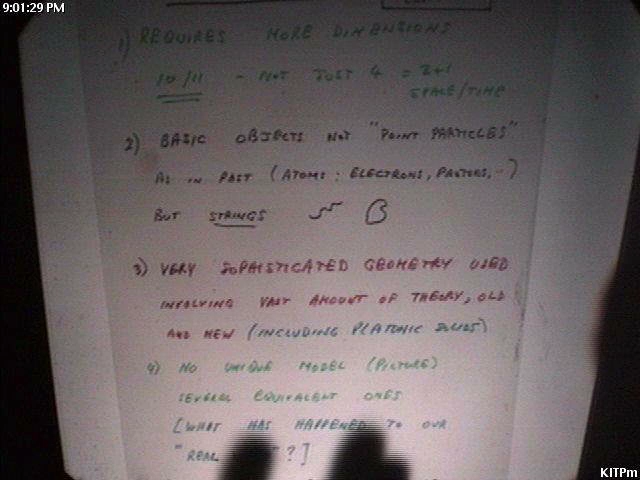 9:01:29 PM
1) REQUIRES MORE DIMENSIONS
10/11 - NOT JUST 4 = 3+1
SPACE/TIME
2) BASIC OBJECTS NOT "POINT PARTICLES"
AS IN PAST (ATOMS: ELECTRONS, PROTONS, ..)
BUT STRINGS
3) VERY SOPHISTICATED GEOMETRY USED
INVOLVING VAST AMOUNT OF THEORY, OLD
AND NEW (INCLUDING PLATONIC SOLIDS)
4) NO UNIQUE MODEL (PICTURE)
SEVERAL EQUIVALENT ONES
[WHAT HAS HAPPENED TO OUR
"REAL "?]
KITPm